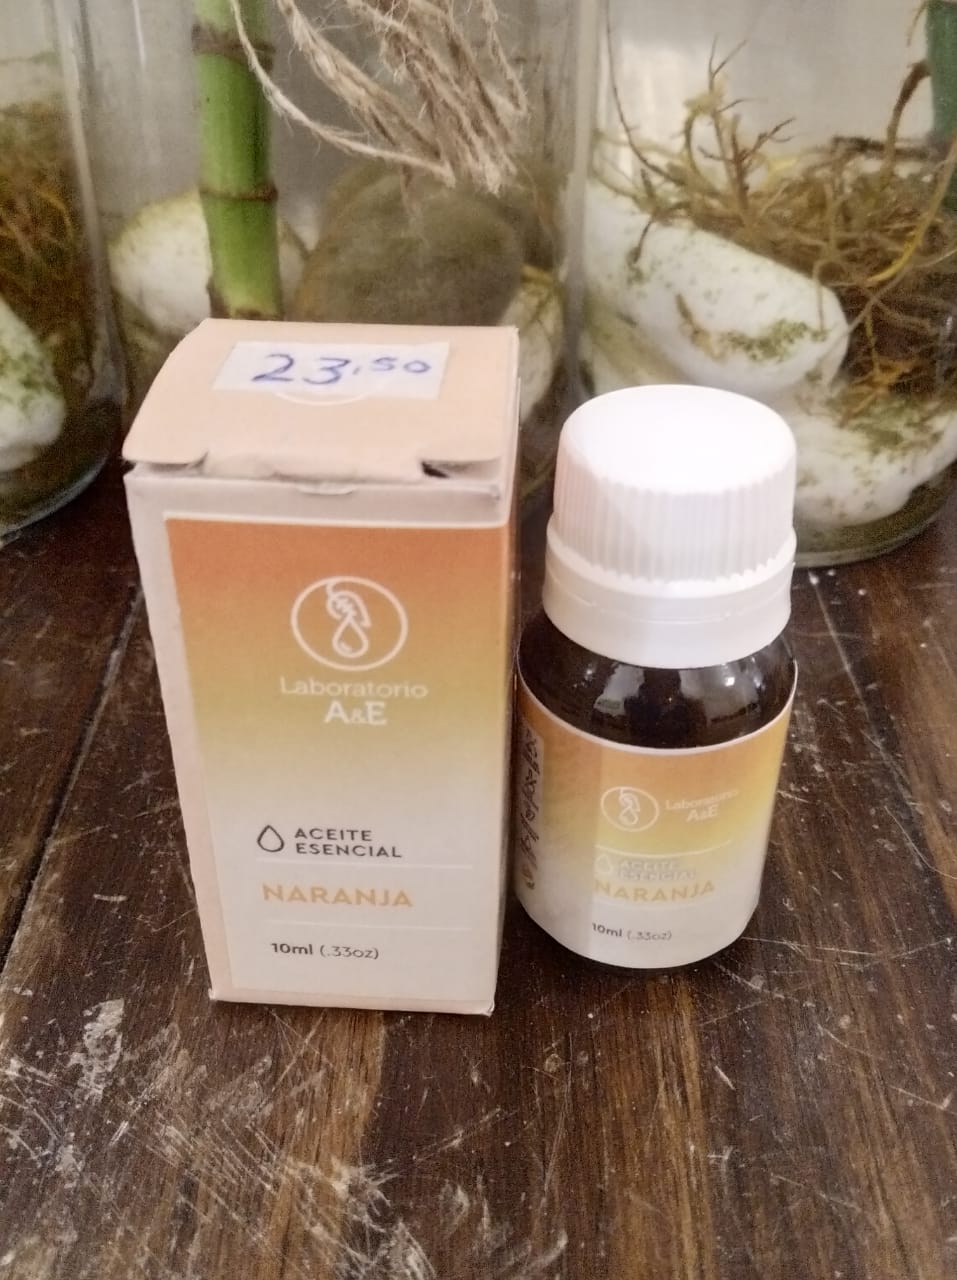 23.50
Laboratorio
A&E
ACEITE
ESENCIAL
NARANJA
10ml (.33oz)
Laboratorio
A&E
ACEITE
ESENCIAL
NARANJA
10ml (.33oz)